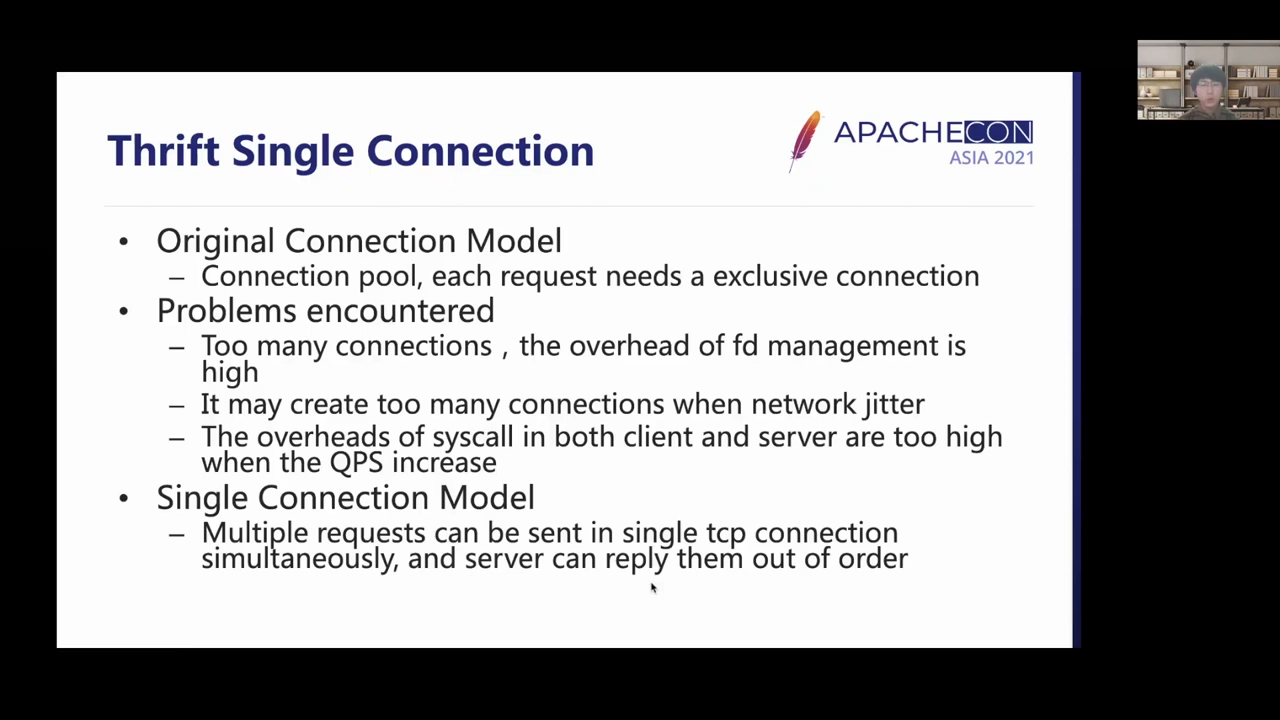 Thrift Single Connection
APACHECON
ASIA 2021
• Original Connection Model
– Connection pool, each request needs a exclusive connection
• Problems encountered
– Too many connections，the overhead of fd management is
high
– It may create too many connections when network jitter
– The overheads of syscall in both client and server are too high
when the QPS increase
• Single Connection Model
– Multiple requests can be sent in single tcp connection
simultaneously, and server can reply them out of order